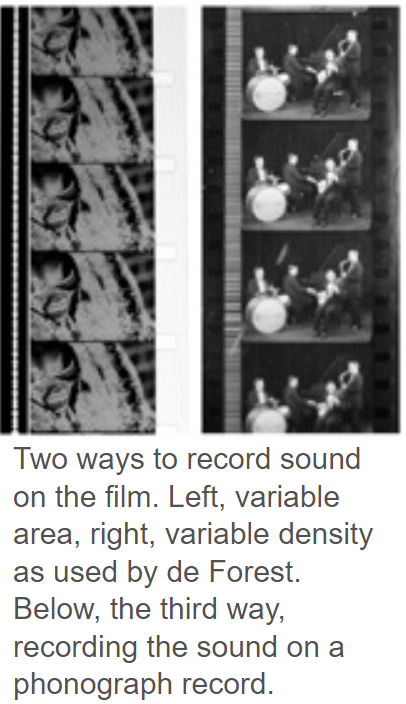 Two ways to record sound
on the film. Left, variable
area, right, variable density
as used by de Forest.
Below, the third way,
recording the sound on a
phonograph record.